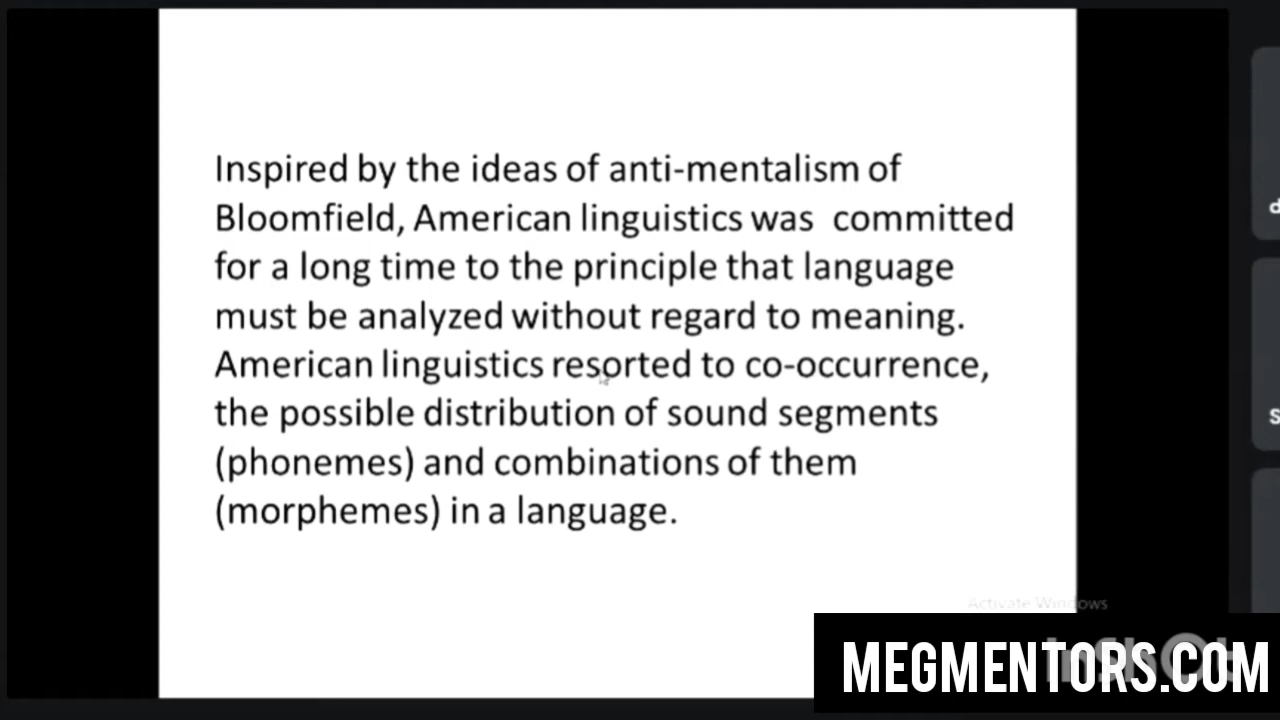 Inspired by the ideas of anti-mentalism of
Bloomfield, American linguistics was committed
for a long time to the principle that language
must be analyzed without regard to meaning.
American linguistics resorted to co-occurrence,
the possible distribution of sound segments
(phonemes) and combinations of them
(morphemes) in a language.
d
S
Activate Windows
MEGMENTORS.COM